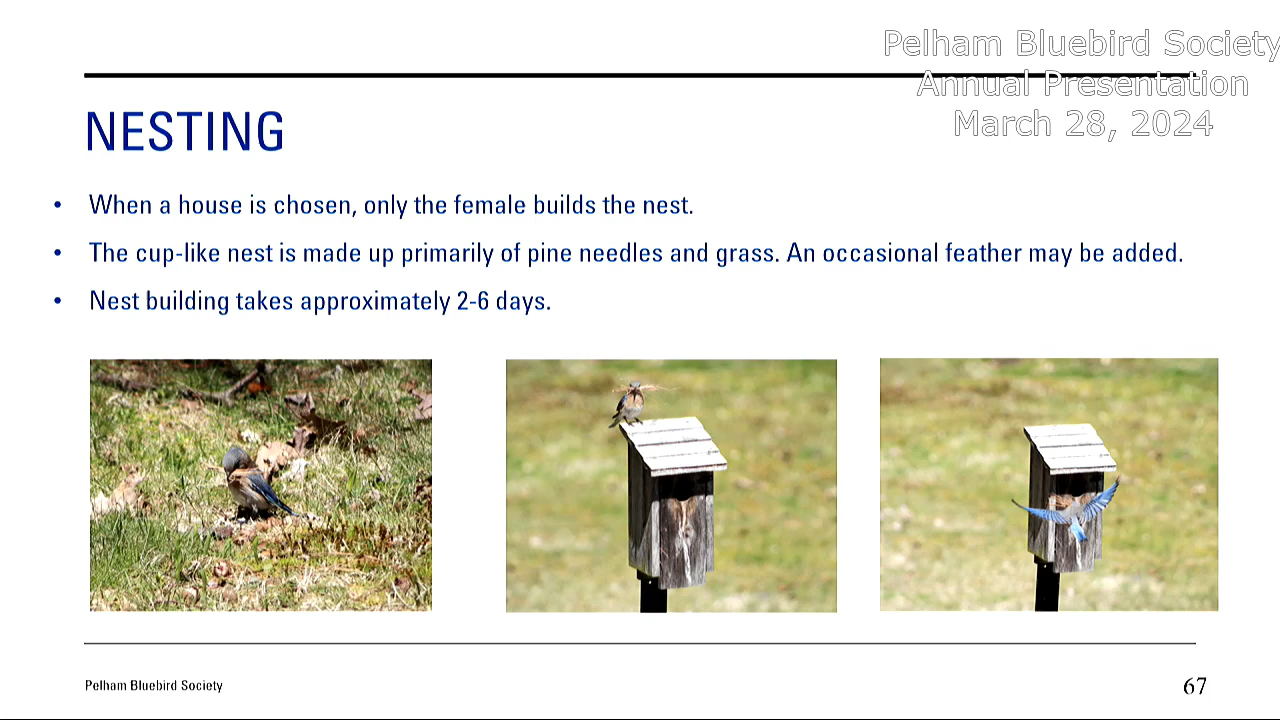 Pelham Bluebird Society
Annual Presentation
March 28, 2024
NESTING
• When a house is chosen, only the female builds the nest.
• The cup-like nest is made up primarily of pine needles and grass. An occasional feather may be added.
• Nest building takes approximately 2-6 days.
Pelham Bluebird Society
67